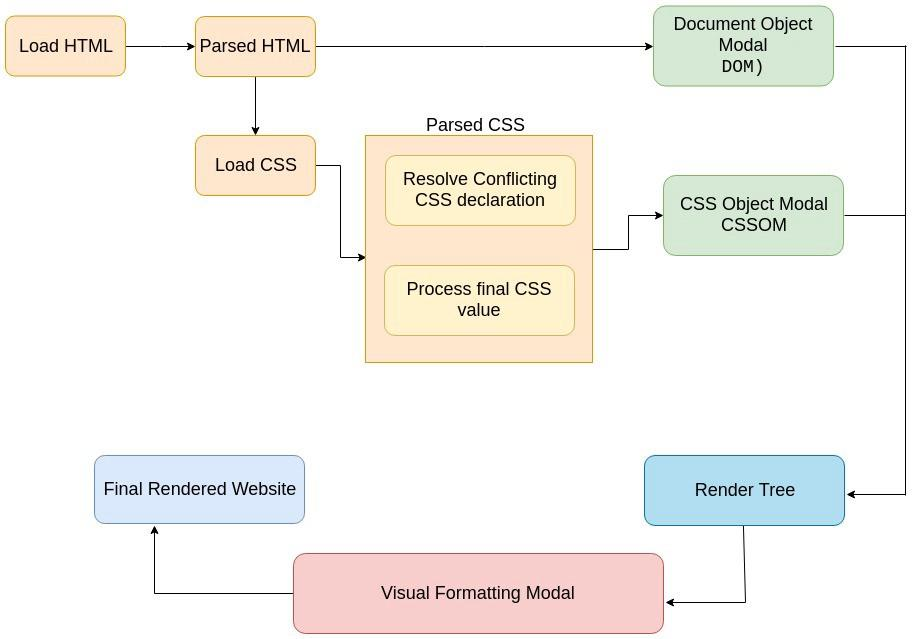 Load HTML
Parsed HTML
Document Object
Modal
DOM)
Load CSS
Parsed CSS
Resolve Conflicting
CSS declaration
Process final CSS
value
CSS Object Modal
CSSOM
Render Tree
Visual Formatting Modal
Final Rendered Website